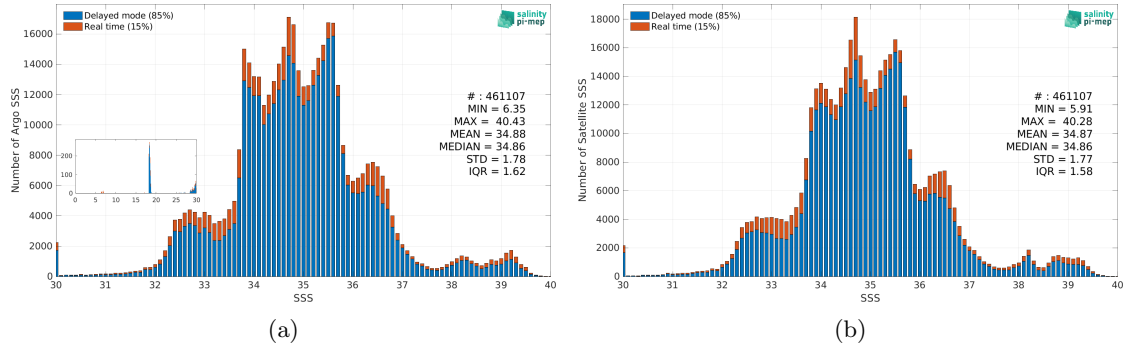 Delayed mode (85%)
Real time (15%)
salinity
pi-mep
Number of Argo SSS
16000
14000
12000
10000
8000
6000
4000
2000
0
# : 461107
MIN = 6.35
MAX = 40.43
MEAN = 34.88
MEDIAN = 34.86
STD = 1.78
IQR = 1.62
200
100
0
0 5 10 15 20 25 30
30 31 32 33 34 35 36 37 38 39 40
SSS
(a)
Delayed mode (85%)
Real time (15%)
salinity
pi-mep
Number of Satellite SSS
18000
16000
14000
12000
10000
8000
6000
4000
2000
0
# : 461107
MIN = 5.91
MAX = 40.28
MEAN = 34.87
MEDIAN = 34.86
STD = 1.77
IQR = 1.58
30 31 32 33 34 35 36 37 38 39 40
SSS
(b)